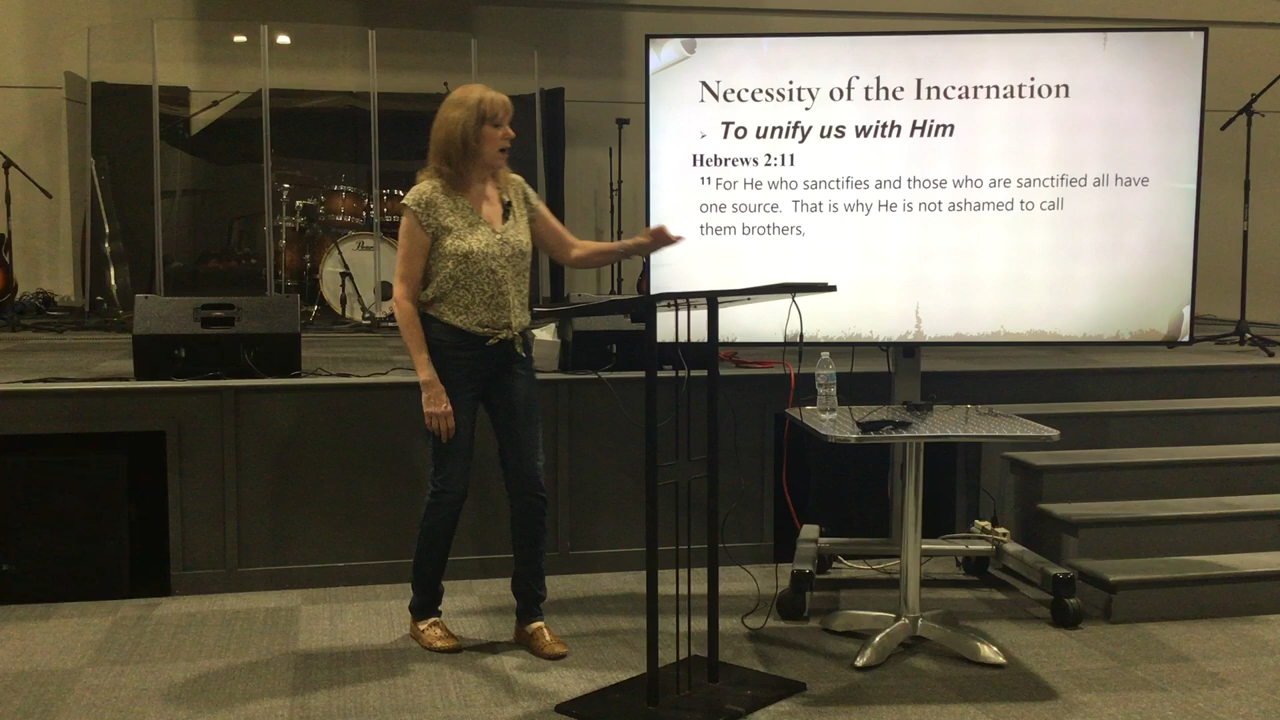 Necessity of the Incarnation
➢ To unify us with Him
Hebrews 2:11
11 For He who sanctifies and those who are sanctified all have
one source.  That is why He is not ashamed to call
them brothers,
Pearl